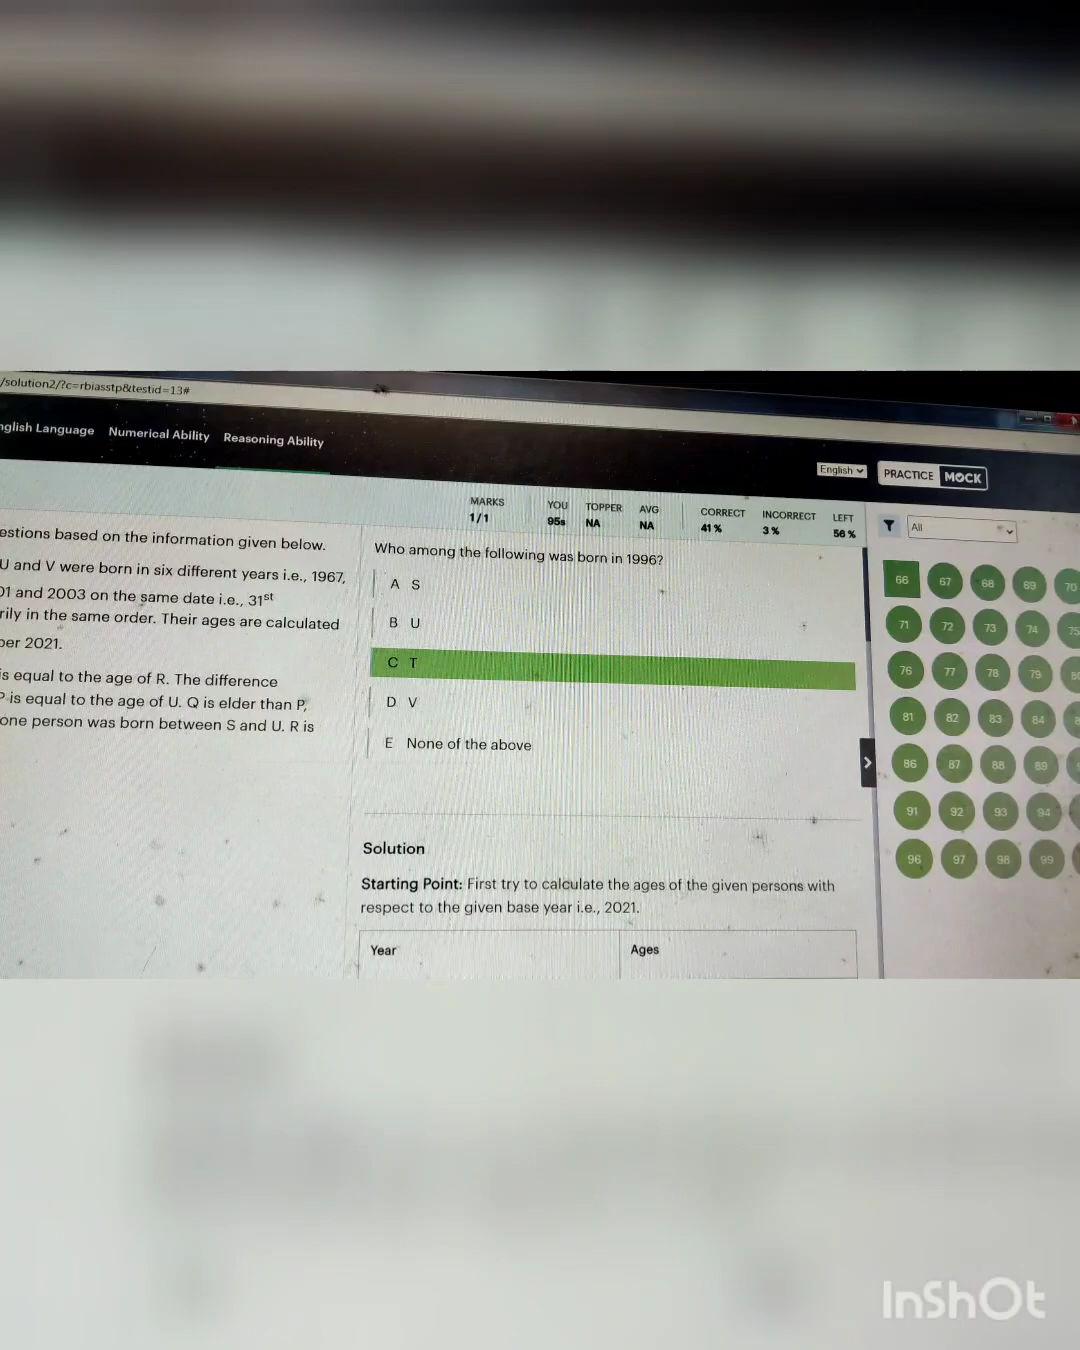 /solution2/?c=rbiasstp&testid=13#
nglish Language Numerical Ability Reasoning Ability
English
PRACTICE MOCK
MARKS YOU TOPPER AVG CORRECT INCORRECT LEFT
1/1 95s NA NA 41 % 3 % 56 %
All
estions based on the information given below.
U and V were born in six different years i.e., 1967,
01 and 2003 on the same date i.e., 31st
rily in the same order. Their ages are calculated
ber 2021.
is equal to the age of R. The difference
P is equal to the age of U. Q is elder than P,
one person was born between S and U. R is
Who among the following was born in 1996?
A S
B U
C T
D V
E None of the above
Solution
Starting Point: First try to calculate the ages of the given persons with
respect to the given base year i.e., 2021.
Year Ages
66 67 68 69 70
71 72 73 74 75
76 77 78 79 80
81 82 83 84
86 87 88 89
91 92 93 94
96 97 98 99
InShOt